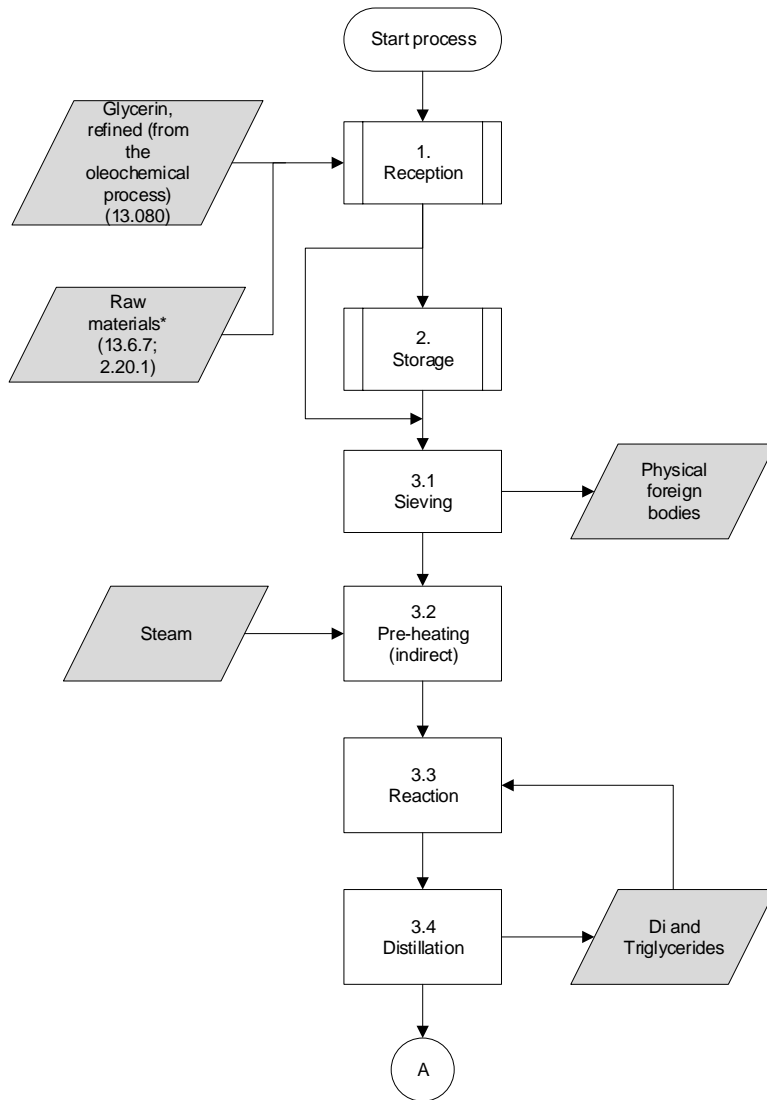 Start process
Glycerin,
refined (from
the
oleochemical
process)
(13.080)
1.
Reception
Raw
materials*
(13.6.7;
2.20.1)
2.
Storage
3.1
Sieving
Physical
foreign
bodies
Steam
3.2
Pre-heating
(indirect)
3.3
Reaction
3.4
Distillation
Di and
Triglycerides
A